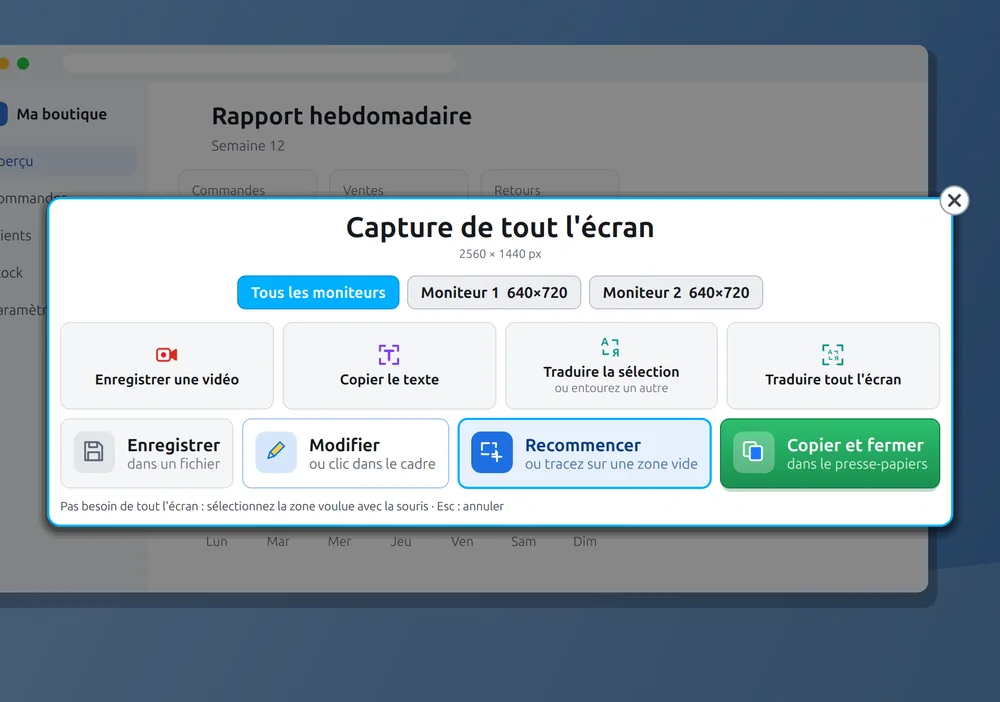 Ma boutique
Rapport hebdomadaire
Semaine 12
Commandes
Ventes
Retours
Capture de tout l'écran
2560 × 1440 px
Tous les moniteurs
Moniteur 1 640×720
Moniteur 2 640×720
Enregistrer une vidéo
Copier le texte
Traduire la sélection
ou entourez un autre
Traduire tout l'écran
Enregistrer
dans un fichier
Modifier
ou clic dans le cadre
Recommencer
ou tracez sur une zone vide
Copier et fermer
dans le presse-papiers
Pas besoin de tout l'écran : sélectionnez la zone voulue avec la souris · Esc : annuler
Lun Mar Mer Jeu Ven Sam Dim